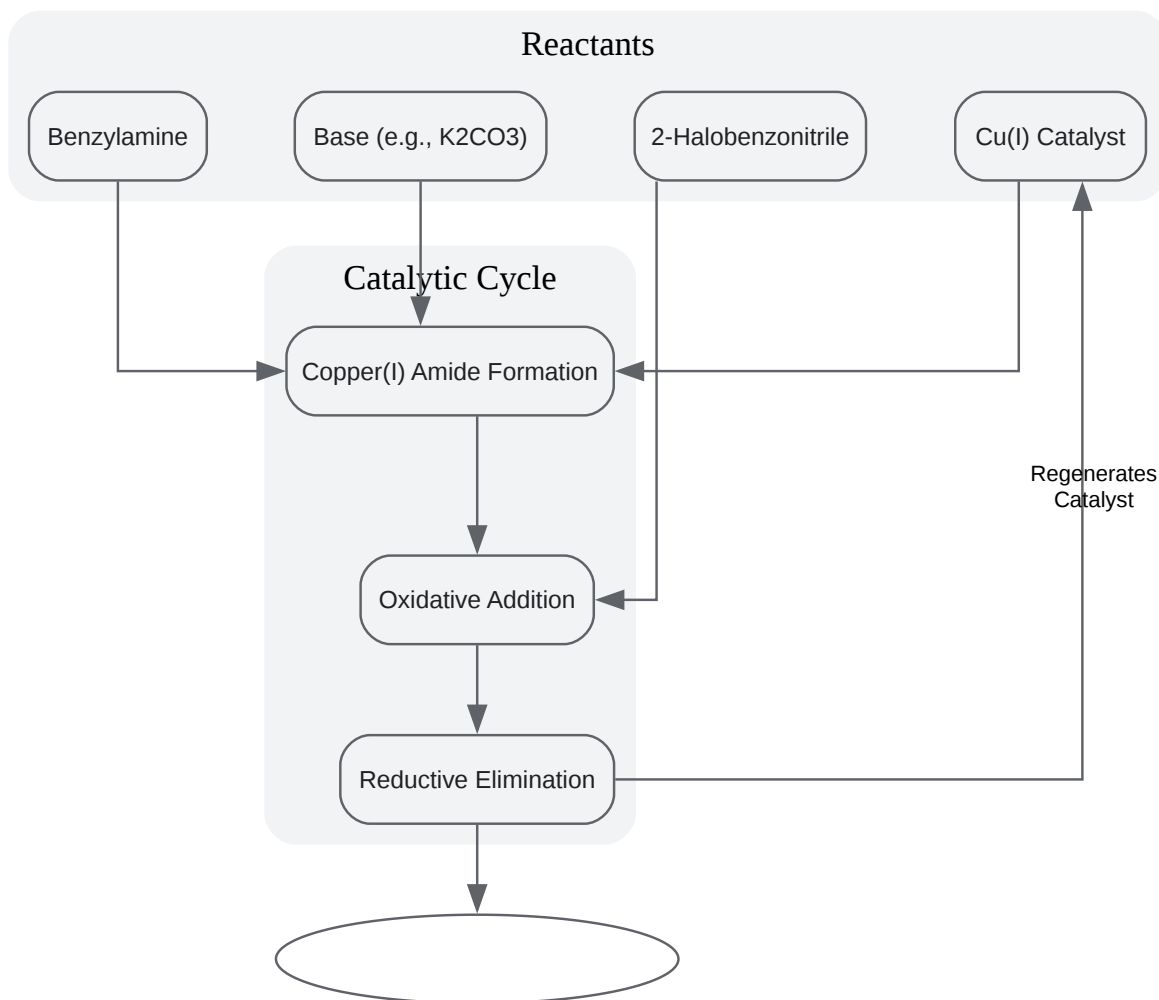 Reactants
Benzylamine
Base (e.g., K2CO3)
2-Halobenzonitrile
Cu(I) Catalyst
Catalytic Cycle
Copper(I) Amide Formation
Regenerates
Catalyst
Oxidative Addition
Reductive Elimination